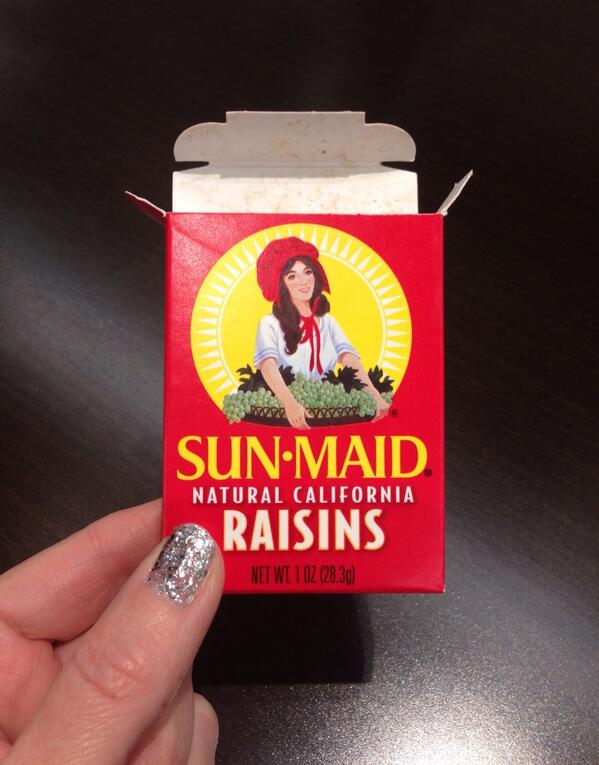 SUN•MAID®
NATURAL CALIFORNIA
RAISINS
NET WT. 1 OZ (28.3g)